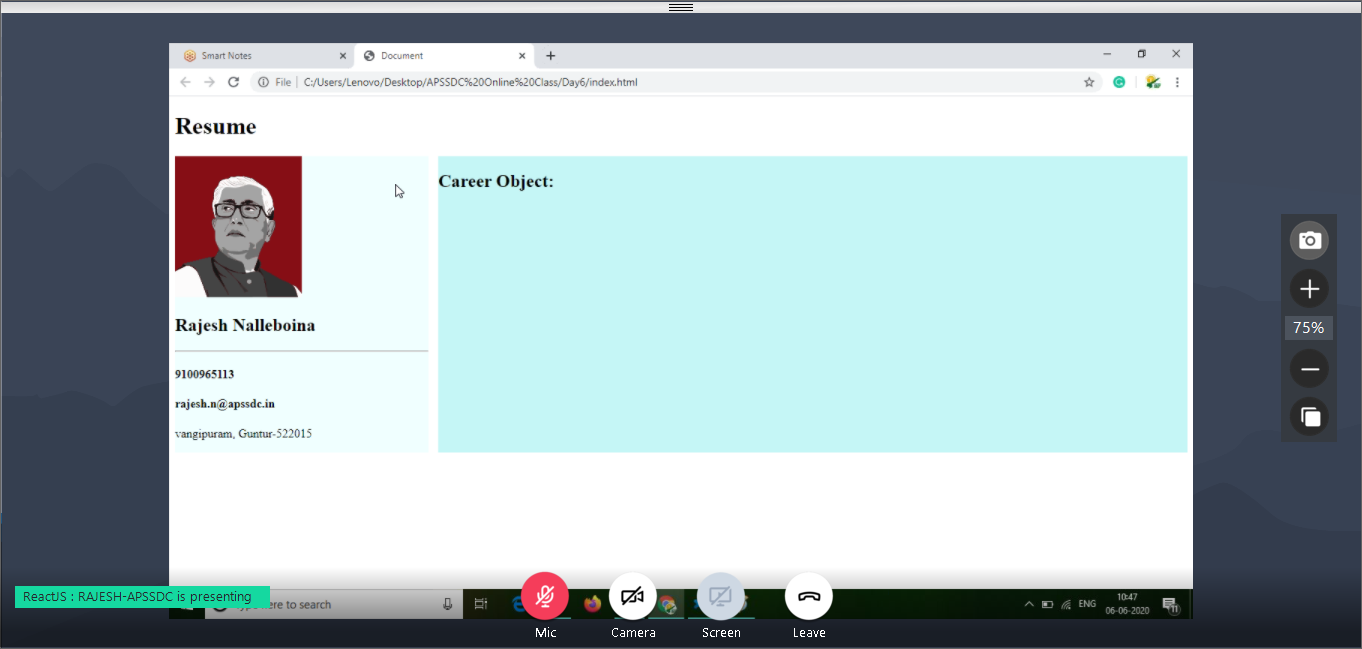 Smart Notes
Document
File
C:/Users/Lenovo/Desktop/APSSDC%20Online%20Class/Day6/index.html
Resume
Career Object:
Rajesh Nalleboina
9100965113
rajesh.n@apssdc.in
vangipuram, Guntur-522015
75%
ReactJS : RAJESH-APSSDC is presenting
here to search
ENG
10:47
06-06-2020
11
Mic
Camera
Screen
Leave